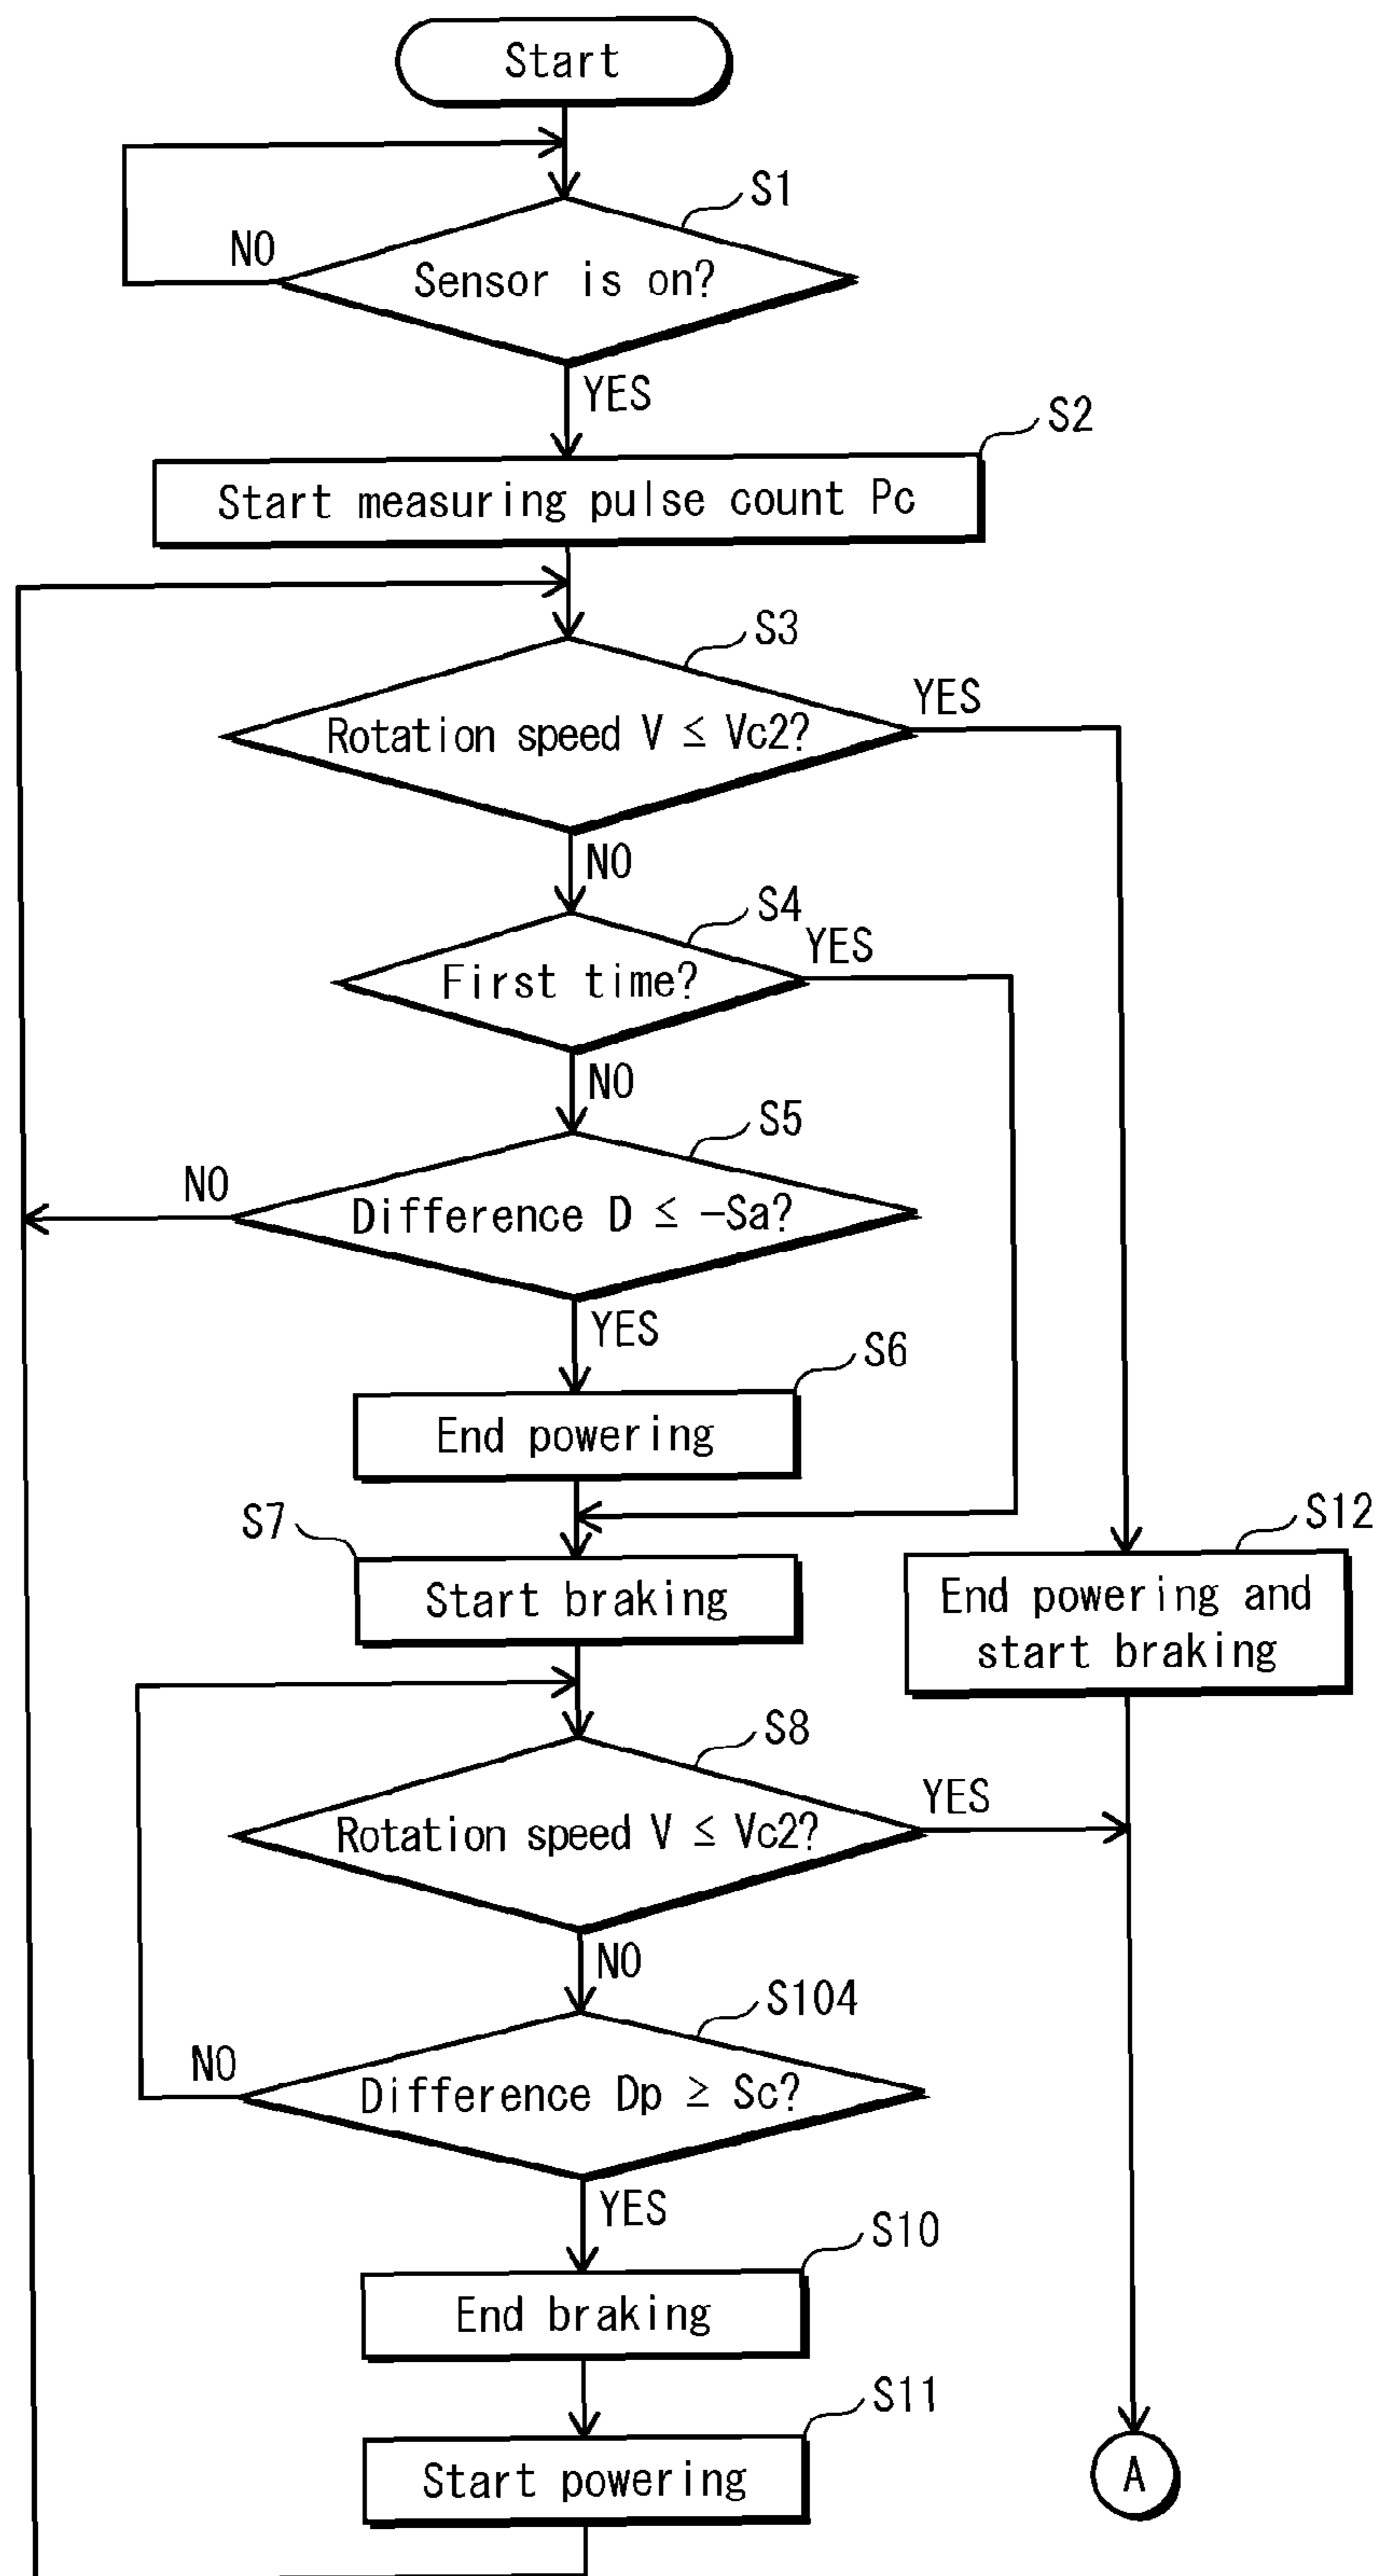 Start
S1
NO
Sensor is on?
YES
S2
Start measuring pulse count Pc
S3
YES
Rotation speed V ≤ Vc2?
NO
S4
YES
First time?
NO
S5
NO
Difference D ≤ -Sa?
YES
S6
End powering
S7
S12
Start braking
End powering and
start braking
S8
YES
Rotation speed V ≤ Vc2?
NO
S104
NO
Difference Dp ≥ Sc?
YES
S10
End braking
S11
Start powering
A